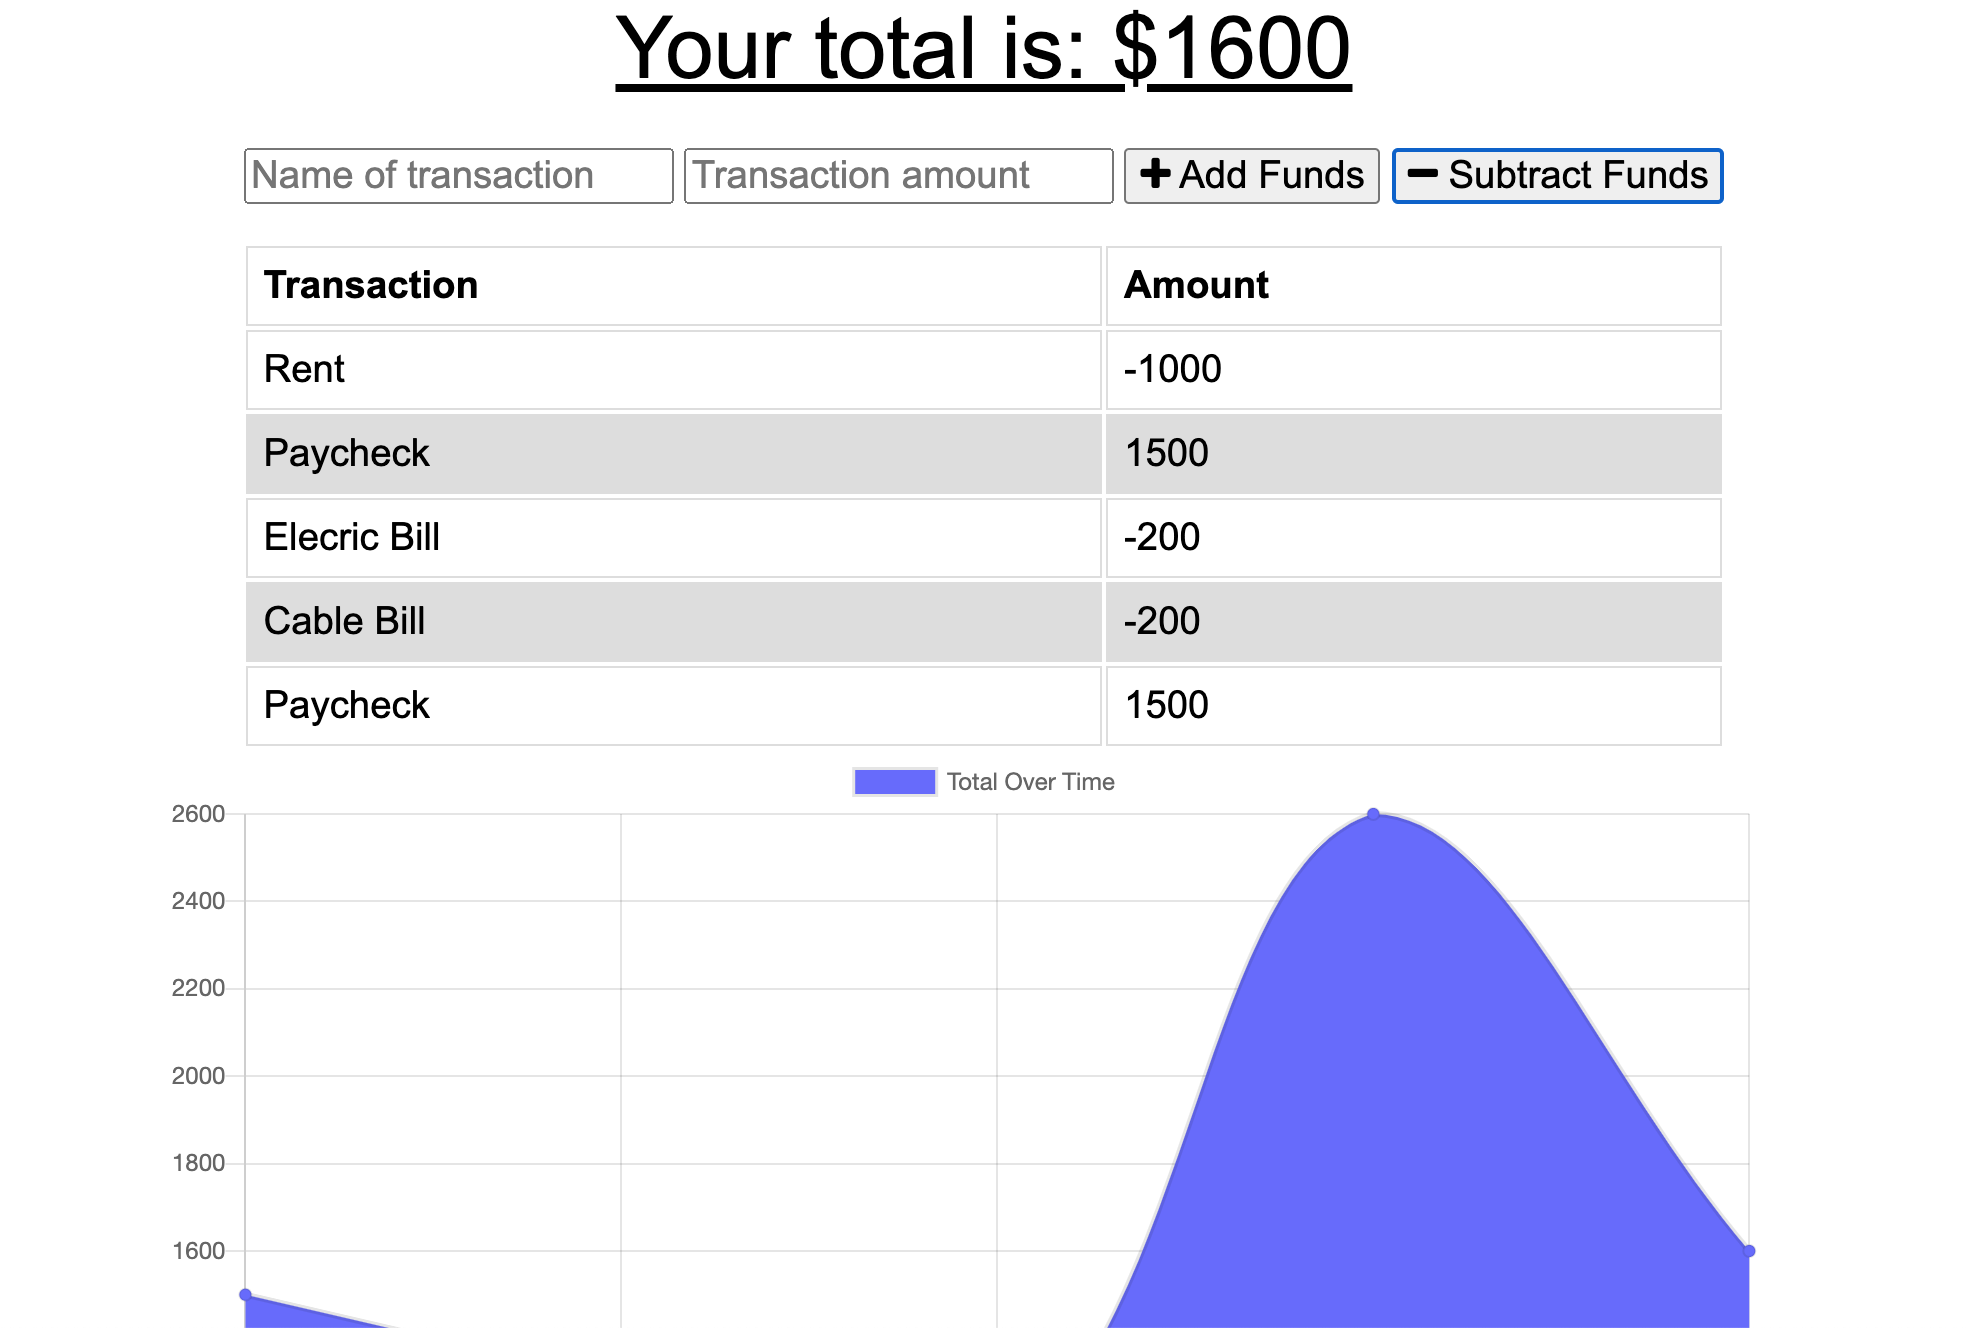 Your total is: $1600
Name of transaction Transaction amount Add Funds Subtract Funds
Transaction Amount
Rent -1000
Paycheck 1500
Elecric Bill -200
Cable Bill -200
Paycheck 1500
Total Over Time
2600
2400
2200
2000
1800
1600